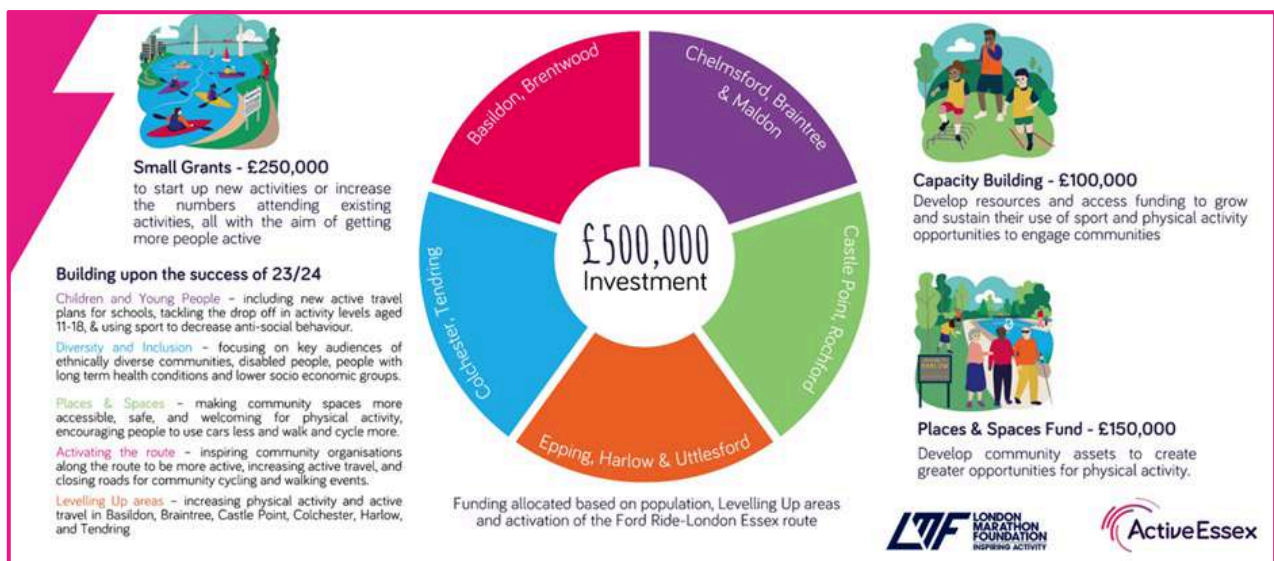 Small Grants - £250,000
to start up new activities or increase
the numbers attending existing
activities, all with the aim of getting
more people active
Building upon the success of 23/24
Children and Young People – including new active travel
plans for schools, tackling the drop off in activity levels aged
11-18, & using sport to decrease anti-social behaviour.
Diversity and Inclusion – focusing on key audiences of
ethnically diverse communities, disabled people, people with
long term health conditions and lower socio economic groups.
Places & Spaces – making community spaces more
accessible, safe, and welcoming for physical activity,
encouraging people to use cars less and walk and cycle more.
Activating the route – inspiring community organisations
along the route to be more active, increasing active travel, and
closing roads for community cycling and walking events.
Levelling Up areas – increasing physical activity and active
travel in Basildon, Braintree, Castle Point, Colchester, Harlow,
and Tendring
Basildon, Brentwood
Chelmsford, Braintree
& Maldon
Castle Point, Rochford
Epping, Harlow & Uttlesford
Colchester, Tendring
£500,000
Investment
Funding allocated based on population, Levelling Up areas
and activation of the Ford Ride-London Essex route
Capacity Building - £100,000
Develop resources and access funding to grow
and sustain their use of sport and physical activity
opportunities to engage communities
Places & Spaces Fund - £150,000
Develop community assets to create
greater opportunities for physical activity.
LMF
LONDON
MARATHON
FOUNDATION
INSPIRING ACTIVITY
ActiveEssex